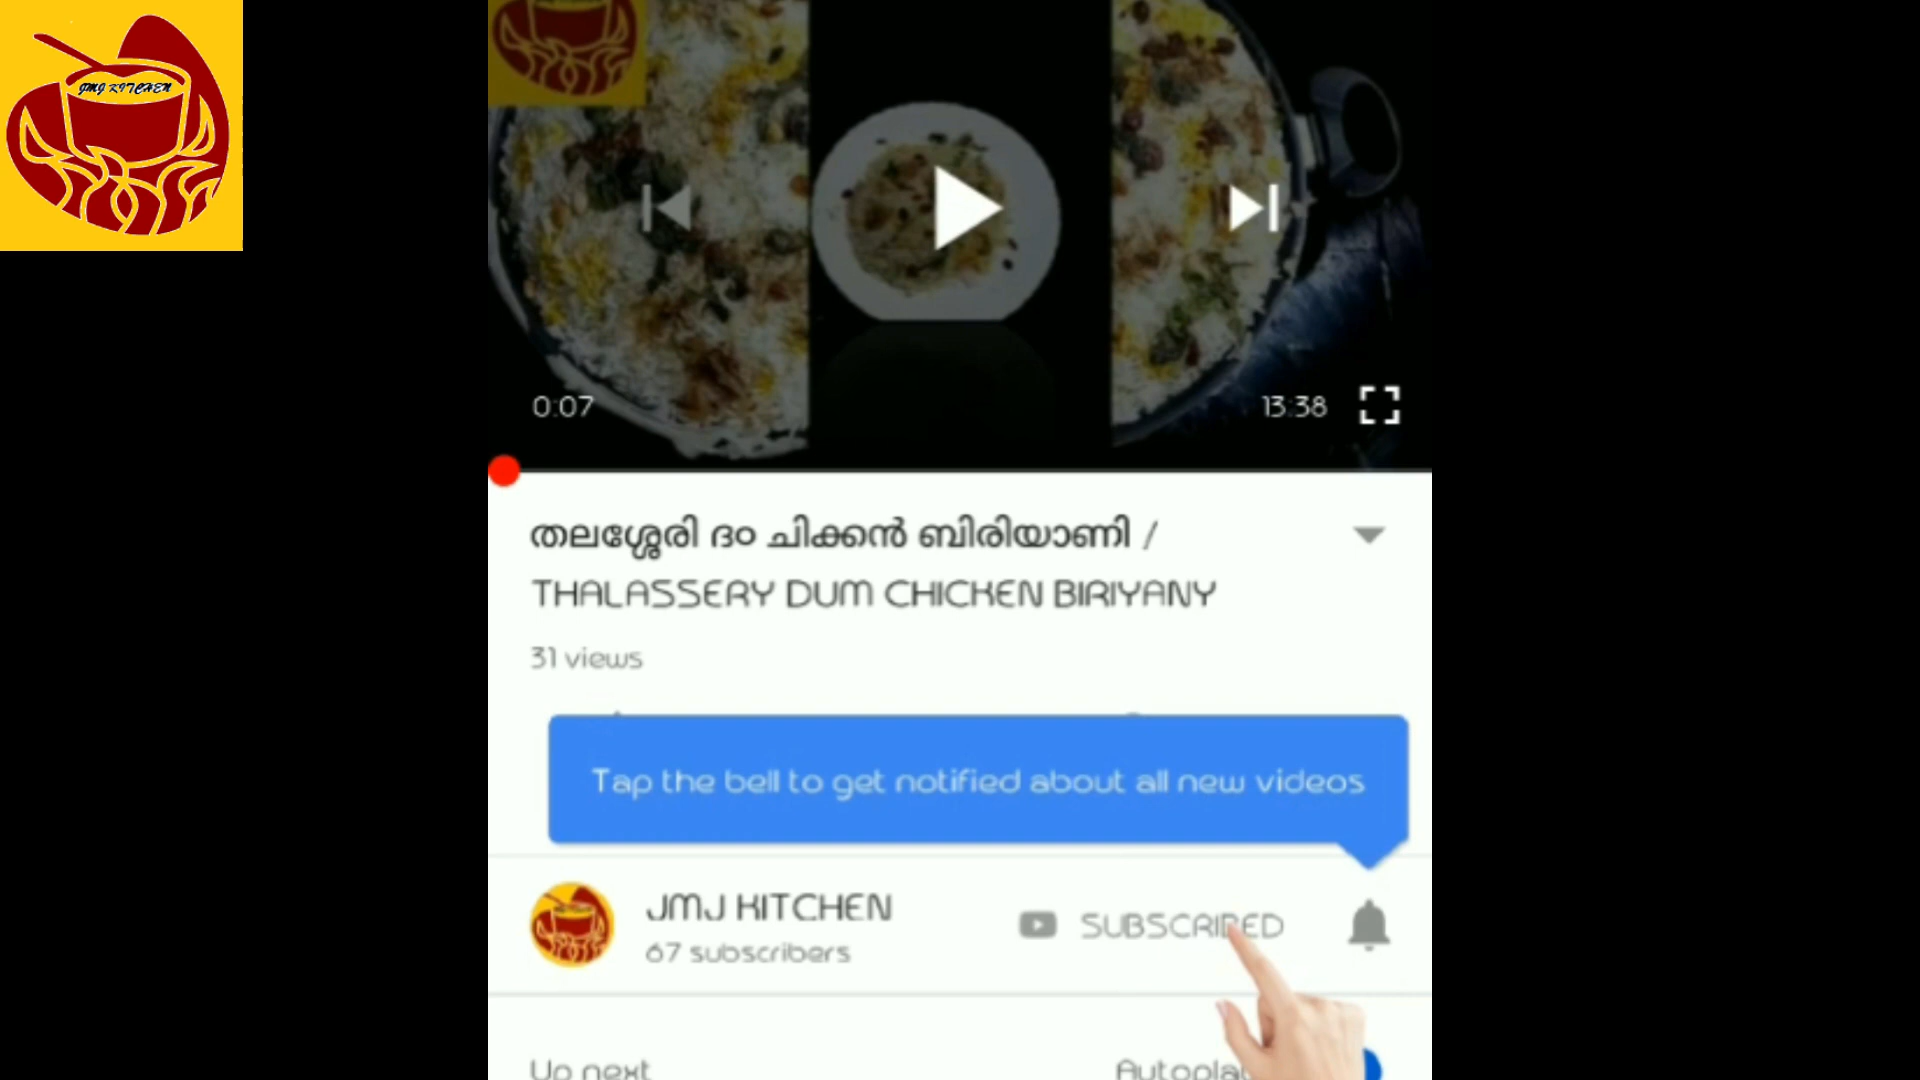 JMJ KITCHEN
0:07
13:38
തലശ്ശേരി ദം ചിക്കൻ ബിരിയാണി /
THALASSERY DUM CHICKEN BIRIYANY
31 views
Tap the bell to get notified about all new videos
JMJ KITCHEN
SUBSCRIBED
67 subscribers
Up next
Autoplay